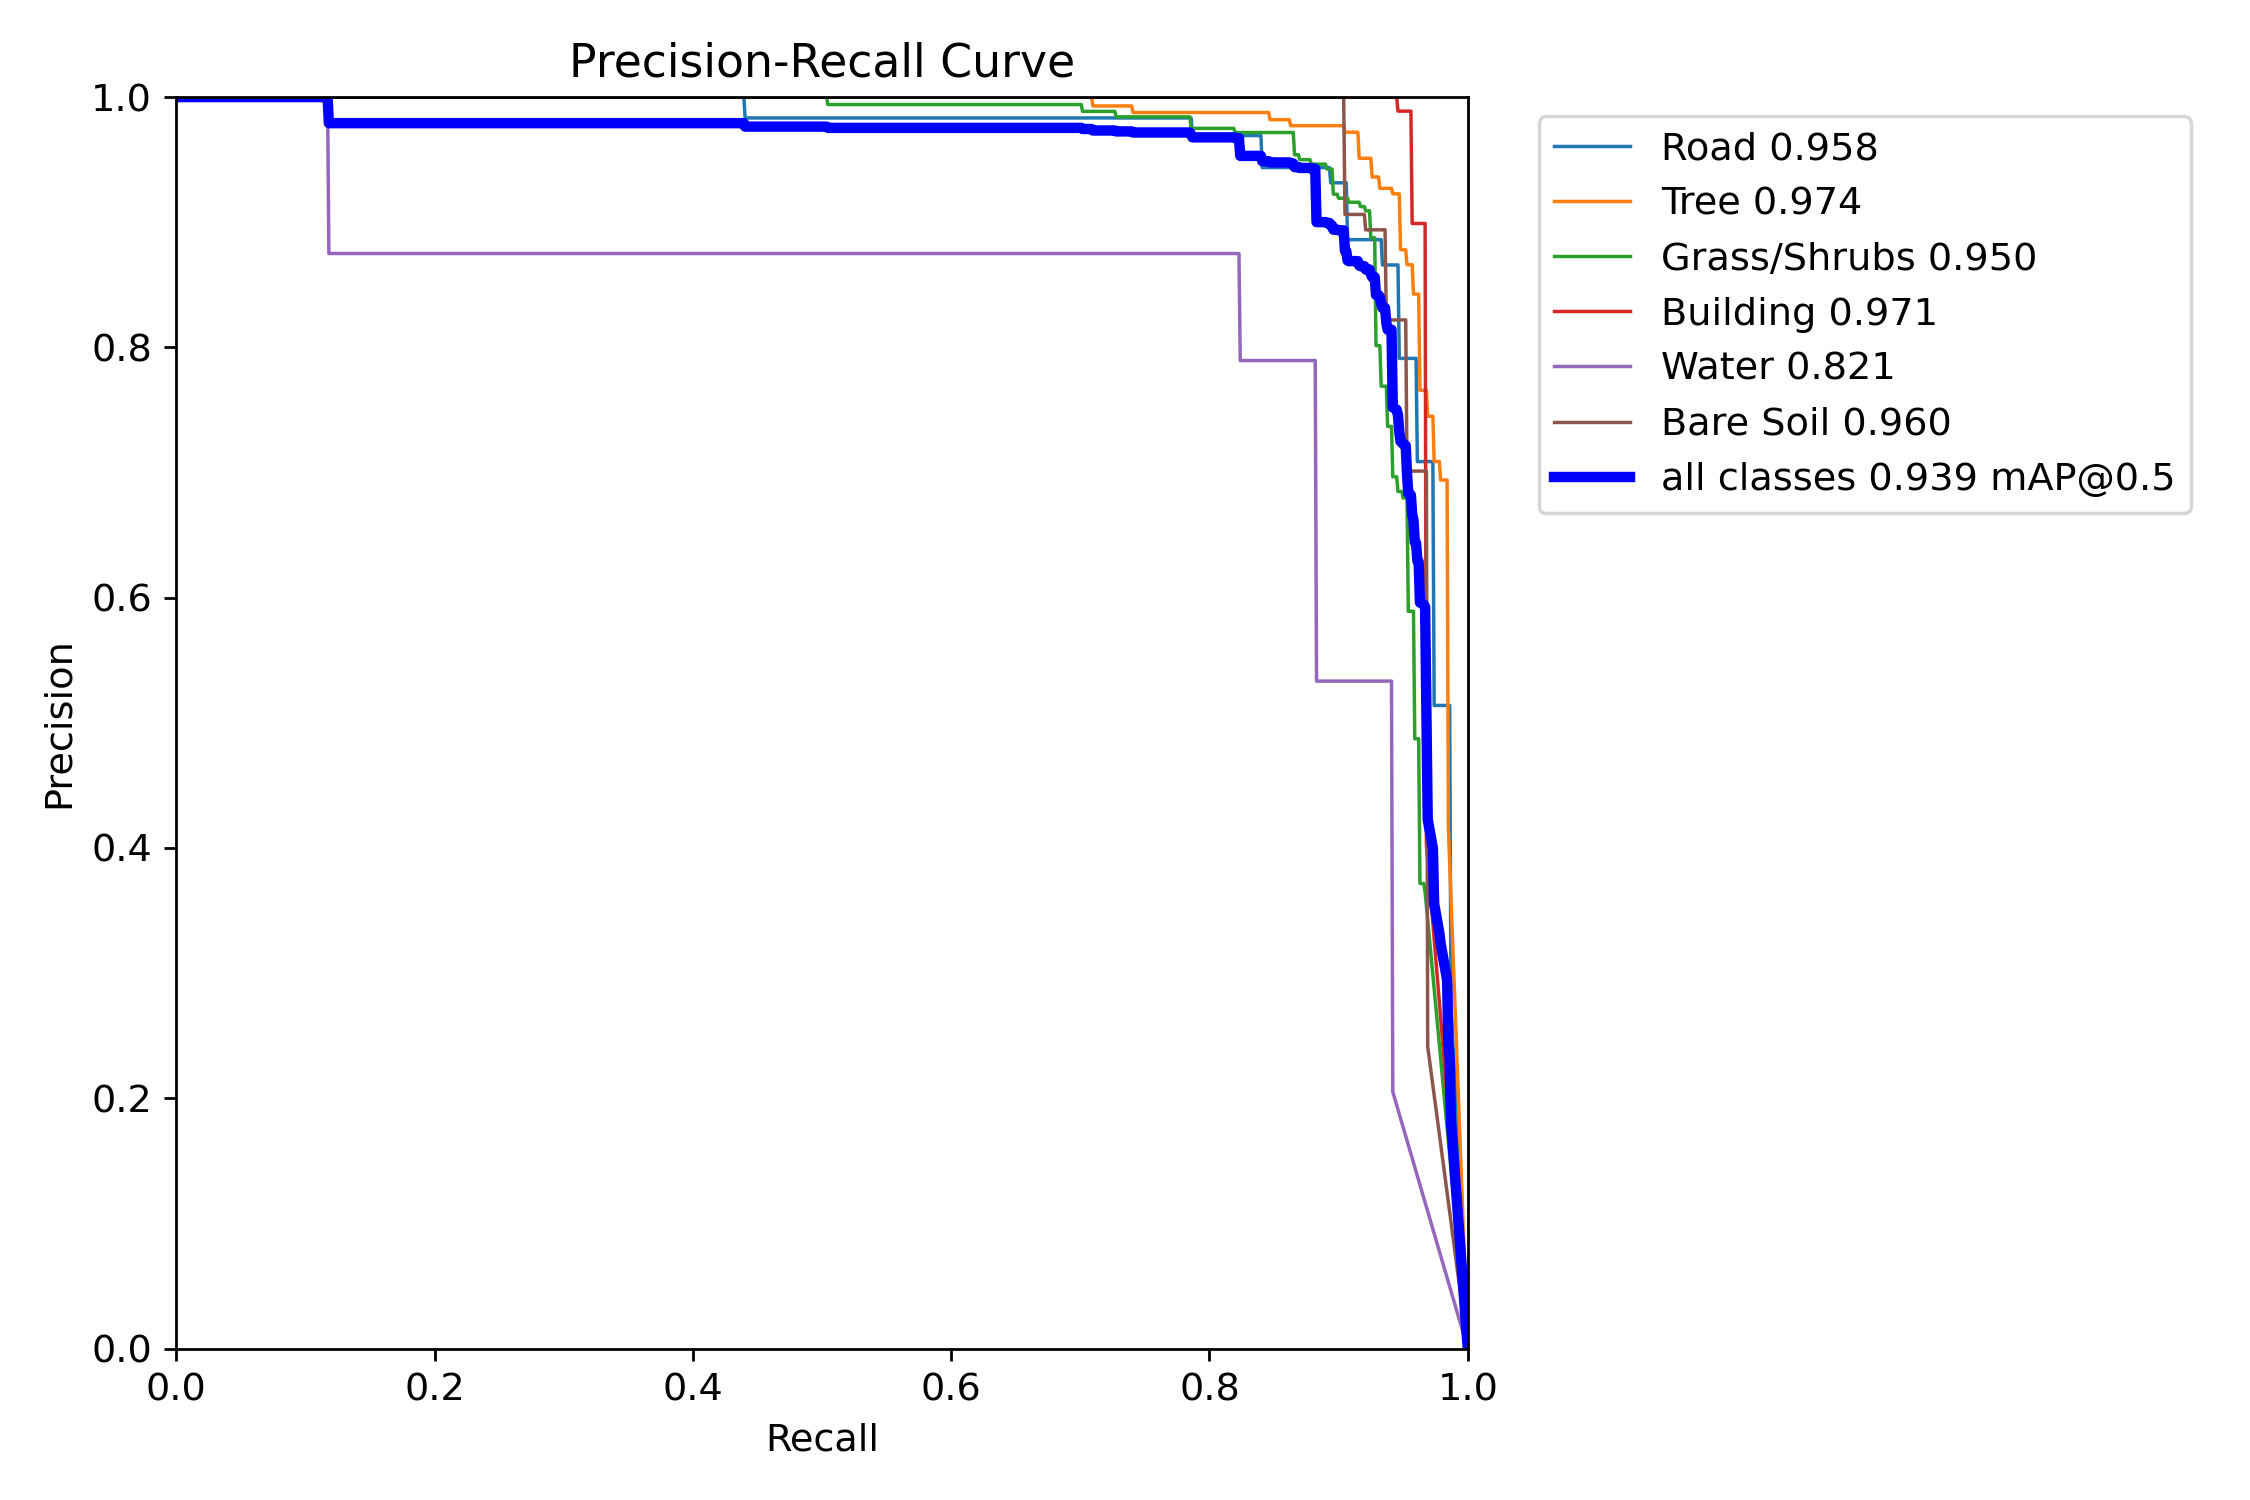 Precision-Recall Curve
1.0
0.8
0.6
0.4
0.2
0.0
Precision
0.0 0.2 0.4 0.6 0.8 1.0
Recall
Road 0.958
Tree 0.974
Grass/Shrubs 0.950
Building 0.971
Water 0.821
Bare Soil 0.960
all classes 0.939 mAP@0.5